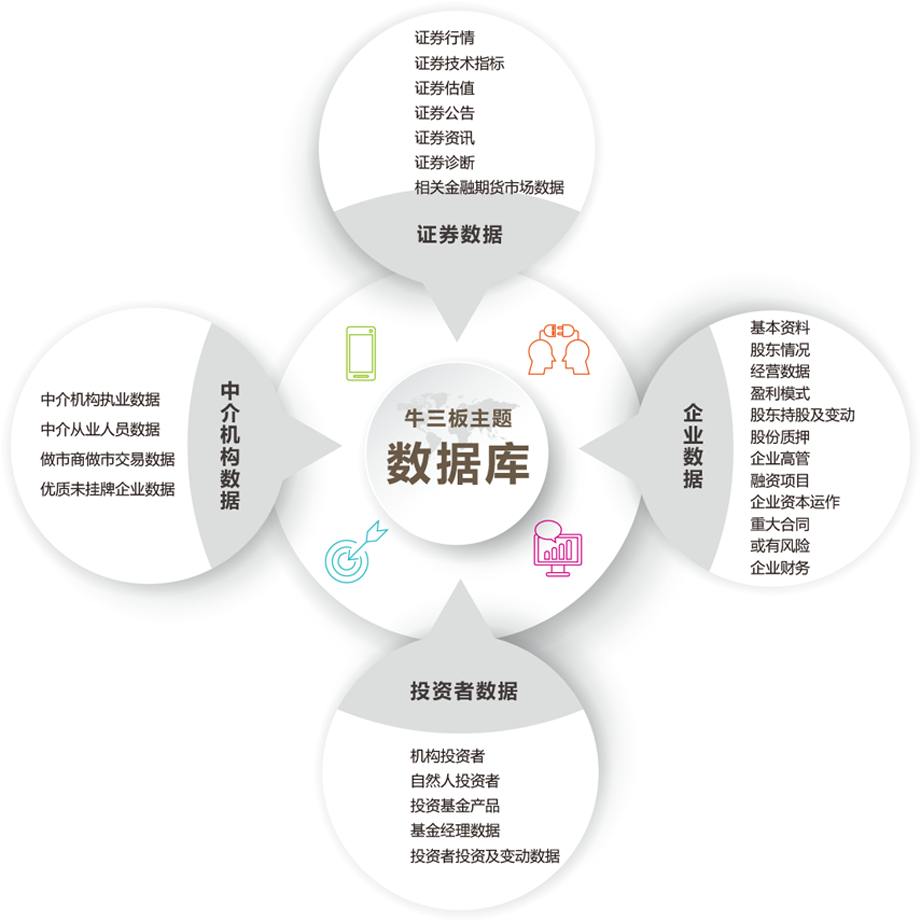 证券行情
证券技术指标
证券估值
证券公告
证券资讯
证券诊断
相关金融期货市场数据
证券数据
中介机构执业数据
中介从业人员数据
做市商做市交易数据
优质未挂牌企业数据
中介机构数据
牛三板主题
数据库
企业数据
基本资料
股东情况
经营数据
盈利模式
股东持股及变动
股份质押
企业高管
融资项目
企业资本运作
重大合同
或有风险
企业财务
投资者数据
机构投资者
自然人投资者
投资基金产品
基金经理数据
投资者投资及变动数据